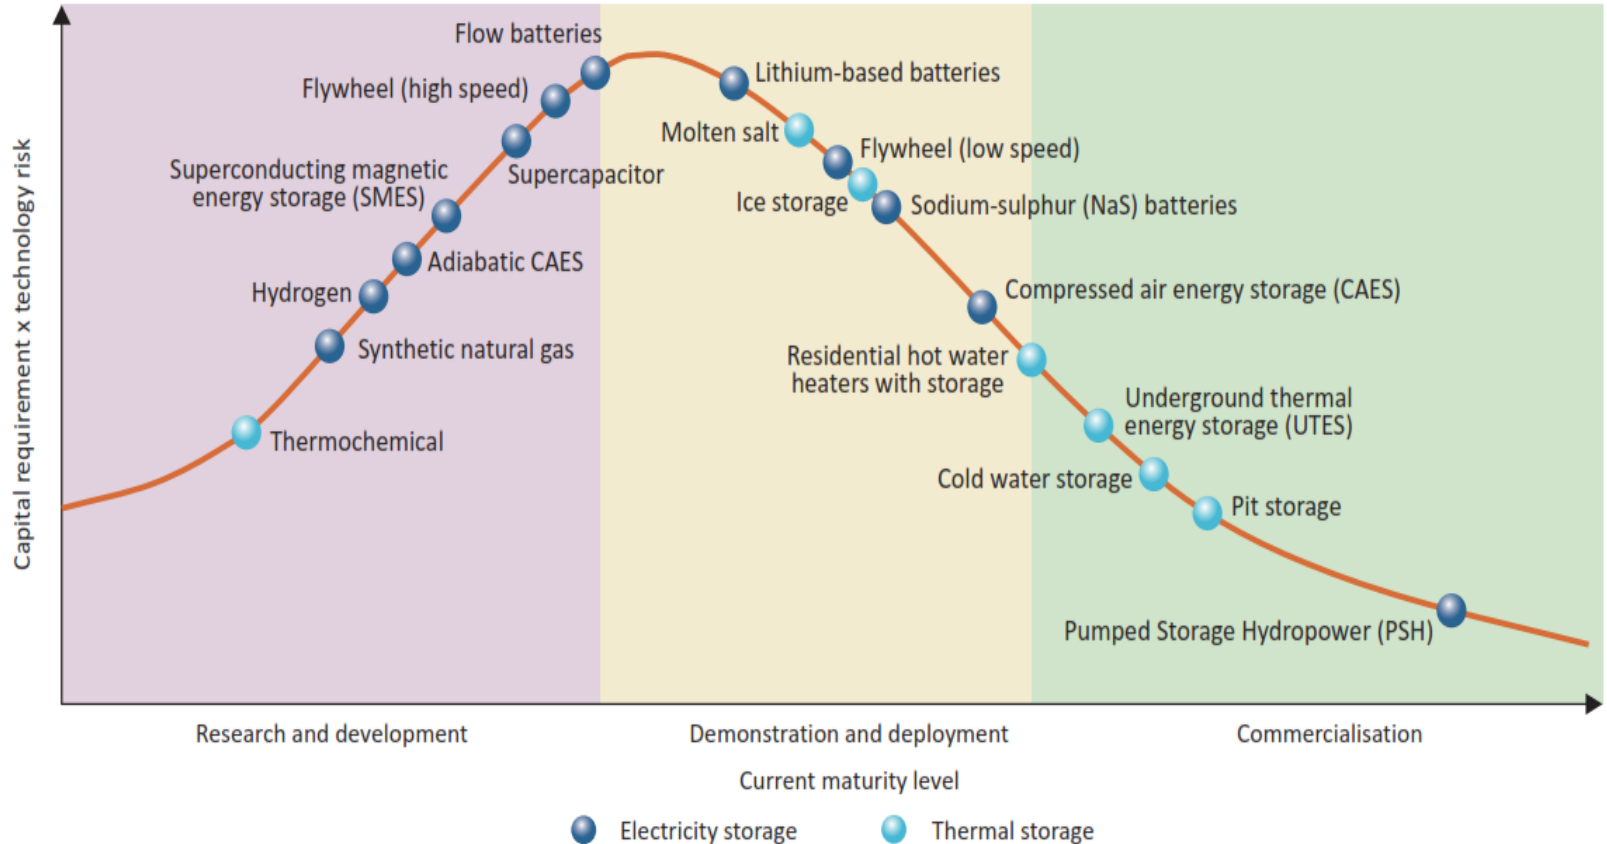 Capital requirement x technology risk
Flow batteries
Flywheel (high speed)
Superconducting magnetic
energy storage (SMES)
Supercapacitor
Adiabatic CAES
Hydrogen
Synthetic natural gas
Thermochemical
Lithium-based batteries
Molten salt
Flywheel (low speed)
Ice storage
Sodium-sulphur (NaS) batteries
Compressed air energy storage (CAES)
Residential hot water
heaters with storage
Underground thermal
energy storage (UTES)
Cold water storage
Pit storage
Pumped Storage Hydropower (PSH)
Research and development
Demonstration and deployment
Commercialisation
Current maturity level
Electricity storage
Thermal storage